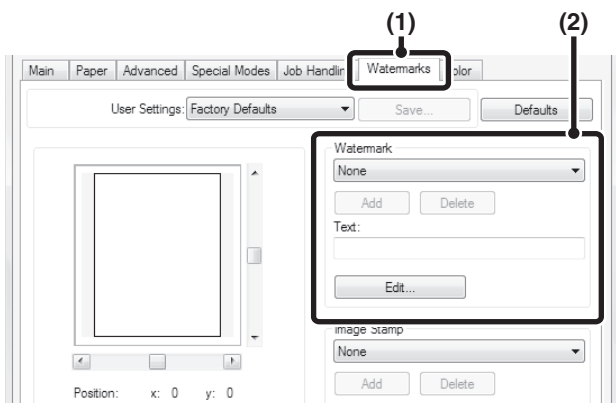 (1) (2)
Main Paper Advanced Special Modes Job Handlin Watermarks olor
User Settings: Factory Defaults Save... Defaults
Watermark
None
Add Delete
Text:
Edit...
Image Stamp
None
Add Delete
Position: x: 0 y: 0